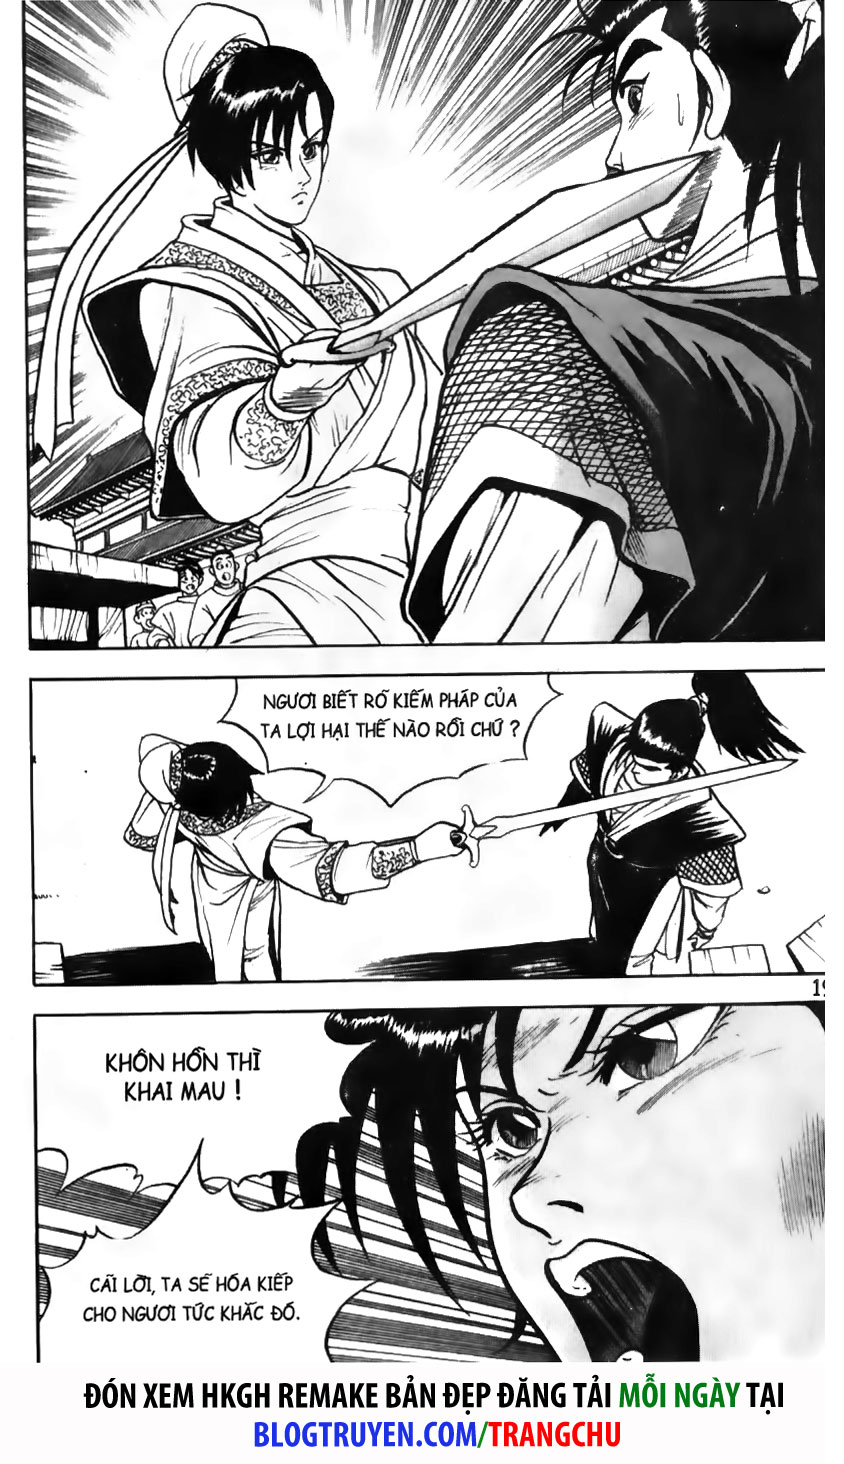 NGƯƠI BIẾT RÕ KIẾM PHÁP CỦA
TA LỢI HẠI THẾ NÀO RỒI CHỨ ?
KHÔN HỒN THÌ
KHAI MAU !
CÃI LỜI, TA SẼ HÓA KIẾP
CHO NGƯƠI TỨC KHẮC ĐÓ.
ĐÓN XEM HKGH REMAKE BẢN ĐẸP ĐĂNG TẢI MỖI NGÀY TẠI
BLOGTRUYEN.COM/TRANGCHU